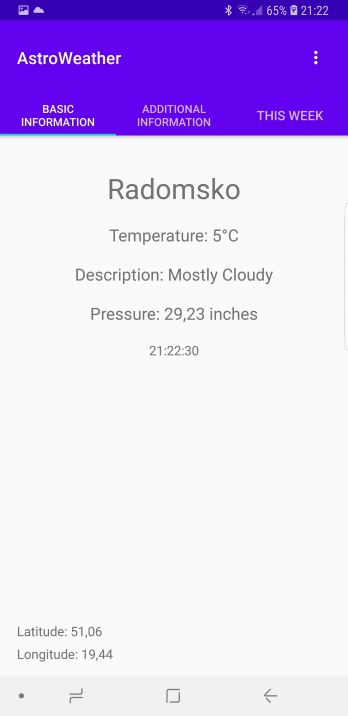 65% 21:22
AstroWeather
BASIC
INFORMATION
ADDITIONAL
INFORMATION
THIS WEEK
Radomsko
Temperature: 5°C
Description: Mostly Cloudy
Pressure: 29,23 inches
21:22:30
Latitude: 51,06
Longitude: 19,44